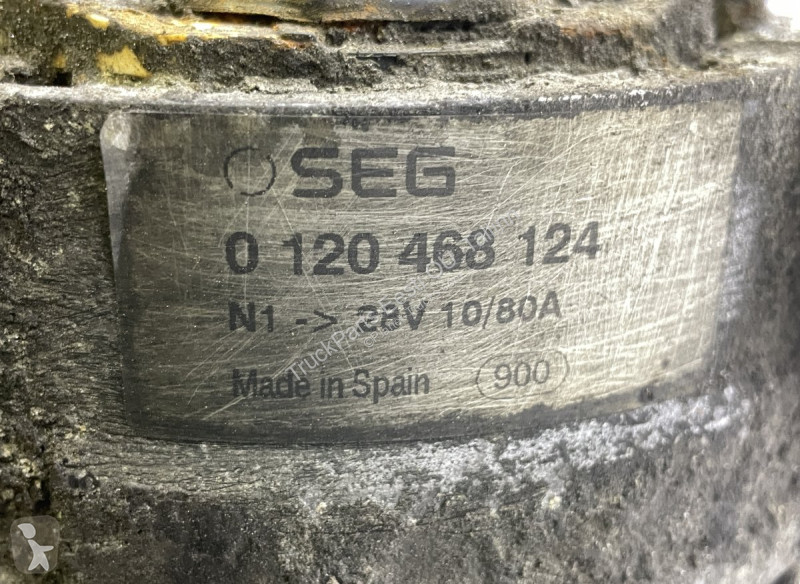 SEG
0 120 468 124
N1 -> 28V 10/80A
Made in Spain 900